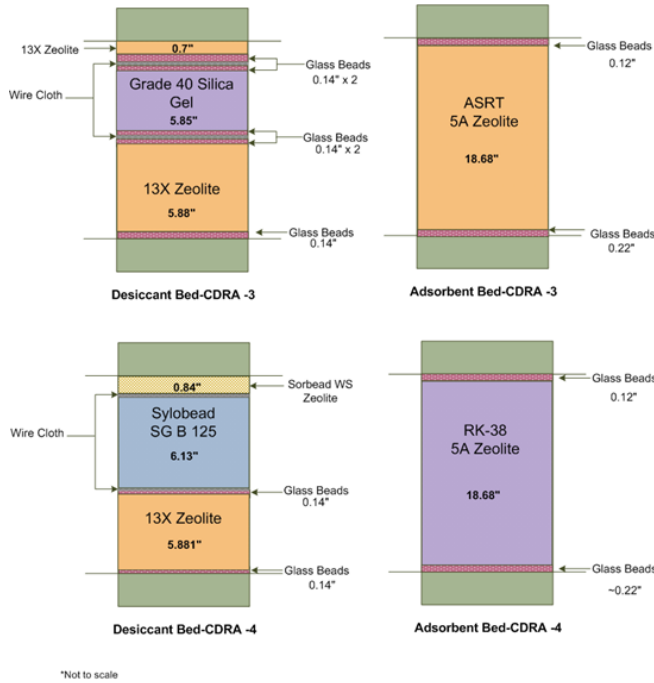 13X Zeolite
0.7"
Glass Beads
0.14" x 2
Wire Cloth
Grade 40 Silica
Gel
5.85"
Glass Beads
0.14" x 2
13X Zeolite
5.88"
Glass Beads
0.14"
Desiccant Bed-CDRA -3
Glass Beads
0.12"
ASRT
5A Zeolite
18.68"
Glass Beads
0.22"
Adsorbent Bed-CDRA -3
0.84"
Sorbead WS
Zeolite
Wire Cloth
Sylobead
SG B 125
6.13"
Glass Beads
0.14"
13X Zeolite
5.881"
Glass Beads
0.14"
Desiccant Bed-CDRA -4
Glass Beads
0.12"
RK-38
5A Zeolite
18.68"
Glass Beads
~0.22"
Adsorbent Bed-CDRA -4
"Not to scale